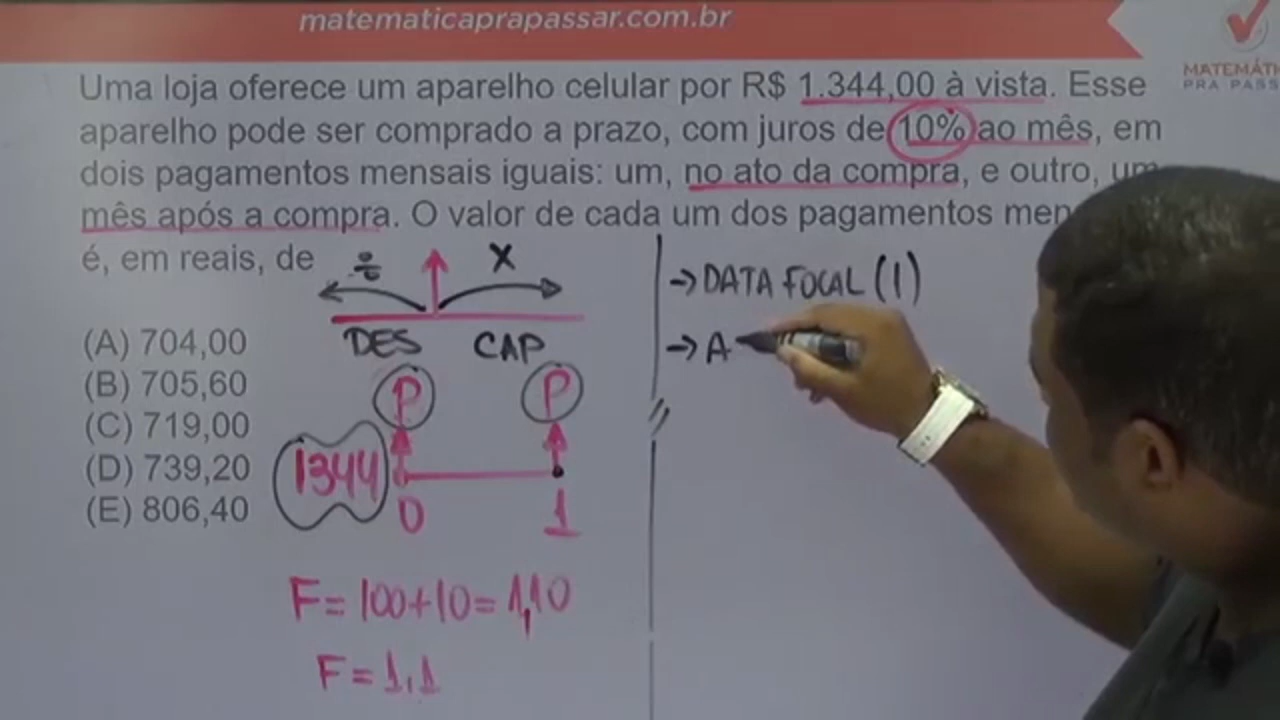 matematicaprapassar.com.br
MATEMÁTI
PRA PASS
Uma loja oferece um aparelho celular por R$ 1.344,00 à vista. Esse
aparelho pode ser comprado a prazo, com juros de 10% ao mês, em
dois pagamentos mensais iguais: um, no ato da compra, e outro, um
mês após a compra. O valor de cada um dos pagamentos men
é, em reais, de
(A) 704,00
(B) 705,60
(C) 719,00
(D) 739,20
(E) 806,40
÷ X
DES CAP
P P
1344
0 1
F = 100+10 = 1,10
F = 1,1
→ DATA FOCAL (1)
→ A